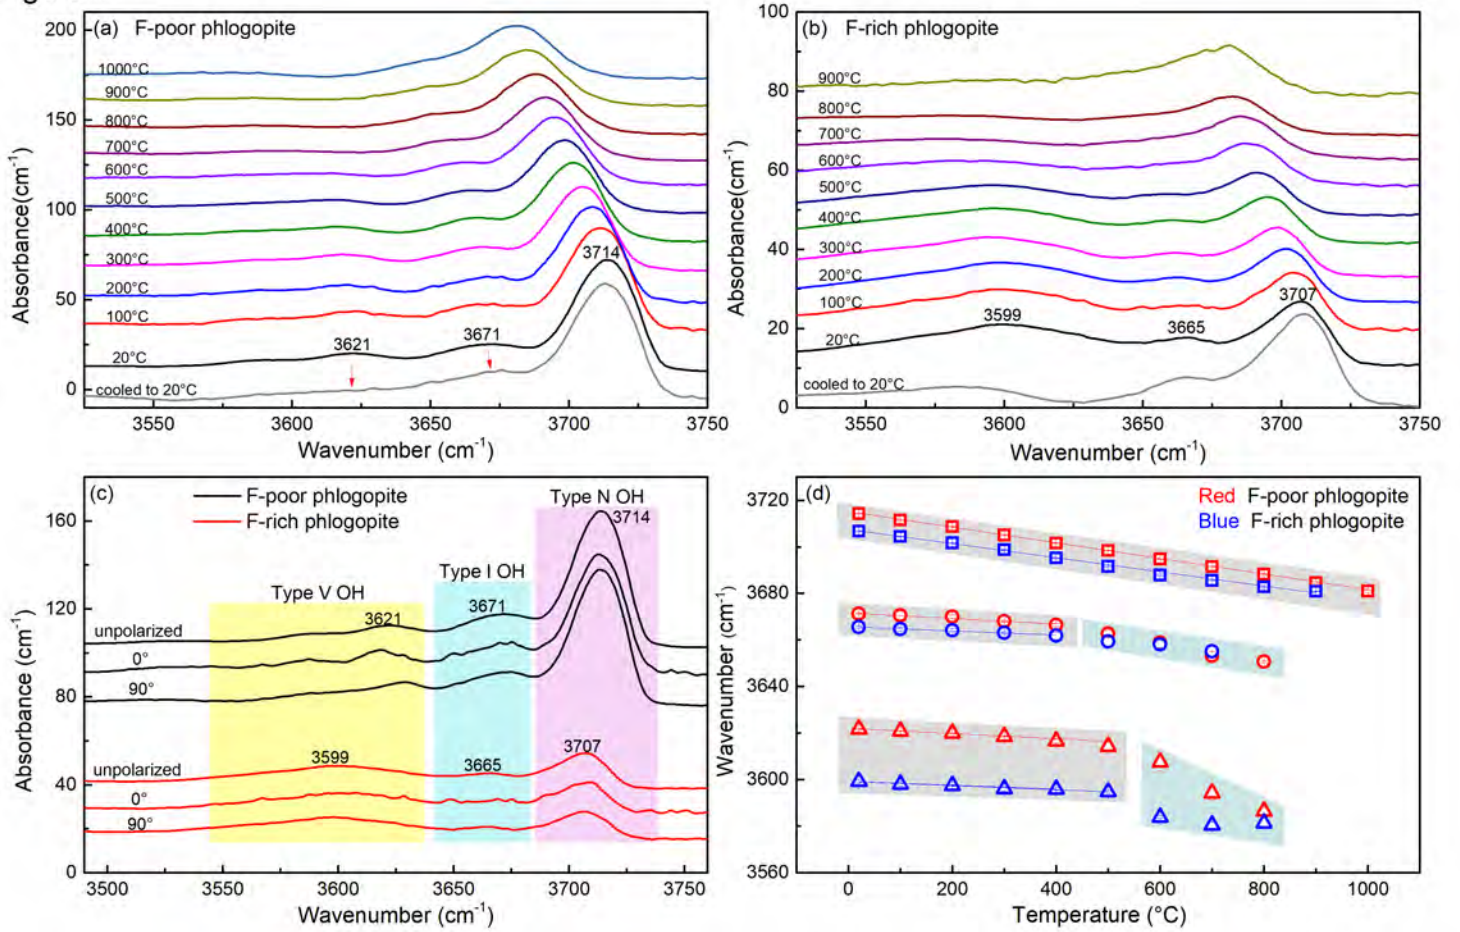 (a) F-poor phlogopite
200
150
100
50
0
Absorbance(cm-1)
1000°C
900°C
800°C
700°C
600°C
500°C
400°C
300°C
200°C
100°C
20°C
cooled to 20°C
3714
3621
3671
3550
3600
3650
3700
3750
Wavenumber (cm-1)
(b) F-rich phlogopite
100
80
60
40
20
0
Absorbance(cm-1)
900°C
800°C
700°C
600°C
500°C
400°C
300°C
200°C
100°C
20°C
cooled to 20°C
3599
3665
3707
3550
3600
3650
3700
3750
Wavenumber (cm-1)
(c)
F-poor phlogopite
F-rich phlogopite
160
120
80
40
0
Absorbance (cm-1)
Type V OH
Type I OH
Type N OH
3714
3671
3621
unpolarized
0°
90°
3599
3665
3707
unpolarized
0°
90°
3500
3550
3600
3650
3700
3750
Wavenumber (cm-1)
(d)
Red F-poor phlogopite
Blue F-rich phlogopite
3720
3680
3640
3600
3560
Wavenumber (cm-1)
0
200
400
600
800
1000
Temperature (°C)